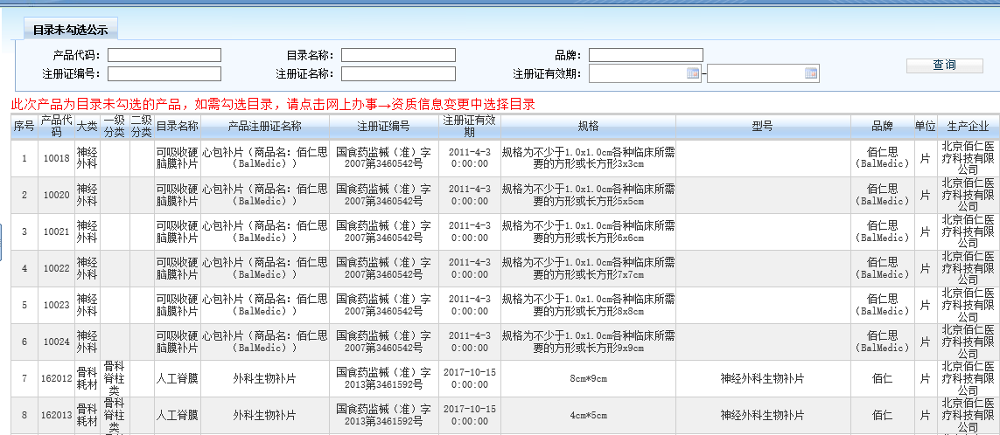 目录未勾选公示
产品代码： 目录名称： 品牌：
注册证编号： 注册证名称： 注册证有效期： - 查询
此次产品为目录未勾选的产品，如需勾选目录，请点击网上办事→资质信息变更中选择目录
序号 产品代码 大类 一级分类 二级分类 目录名称 产品注册证名称 注册证编号 注册证有效期 规格 型号 品牌 单位 生产企业
1 10018 神经外科 可吸收硬脑膜补片 心包补片（商品名：佰仁思（BalMedic）） 国食药监械（准）字2007第3460542号 2011-4-3 0:00:00 规格为不少于1.0x1.0cm各种临床所需要的方形或长方形3x3cm 佰仁思（BalMedic） 片 北京佰仁医疗科技有限公司
2 10020 神经外科 可吸收硬脑膜补片 心包补片（商品名：佰仁思（BalMedic）） 国食药监械（准）字2007第3460542号 2011-4-3 0:00:00 规格为不少于1.0x1.0cm各种临床所需要的方形或长方形5x5cm 佰仁思（BalMedic） 片 北京佰仁医疗科技有限公司
3 10021 神经外科 可吸收硬脑膜补片 心包补片（商品名：佰仁思（BalMedic）） 国食药监械（准）字2007第3460542号 2011-4-3 0:00:00 规格为不少于1.0x1.0cm各种临床所需要的方形或长方形6x6cm 佰仁思（BalMedic） 片 北京佰仁医疗科技有限公司
4 10022 神经外科 可吸收硬脑膜补片 心包补片（商品名：佰仁思（BalMedic）） 国食药监械（准）字2007第3460542号 2011-4-3 0:00:00 规格为不少于1.0x1.0cm各种临床所需要的方形或长方形7x7cm 佰仁思（BalMedic） 片 北京佰仁医疗科技有限公司
5 10023 神经外科 可吸收硬脑膜补片 心包补片（商品名：佰仁思（BalMedic）） 国食药监械（准）字2007第3460542号 2011-4-3 0:00:00 规格为不少于1.0x1.0cm各种临床所需要的方形或长方形8x8cm 佰仁思（BalMedic） 片 北京佰仁医疗科技有限公司
6 10024 神经外科 可吸收硬脑膜补片 心包补片（商品名：佰仁思（BalMedic）） 国食药监械（准）字2007第3460542号 2011-4-3 0:00:00 规格为不少于1.0x1.0cm各种临床所需要的方形或长方形9x9cm 佰仁思（BalMedic） 片 北京佰仁医疗科技有限公司
7 162012 骨科耗材 骨科脊柱类 人工脊膜 外科生物补片 国食药监械（准）字2013第3461592号 2017-10-15 0:00:00 8cm*9cm 神经外科生物补片 佰仁 片 北京佰仁医疗科技有限公司
8 162013 骨科耗材 骨科脊柱类 人工脊膜 外科生物补片 国食药监械（准）字2013第3461592号 2017-10-15 0:00:00 4cm*5cm 神经外科生物补片 佰仁 片 北京佰仁医疗科技有限公司